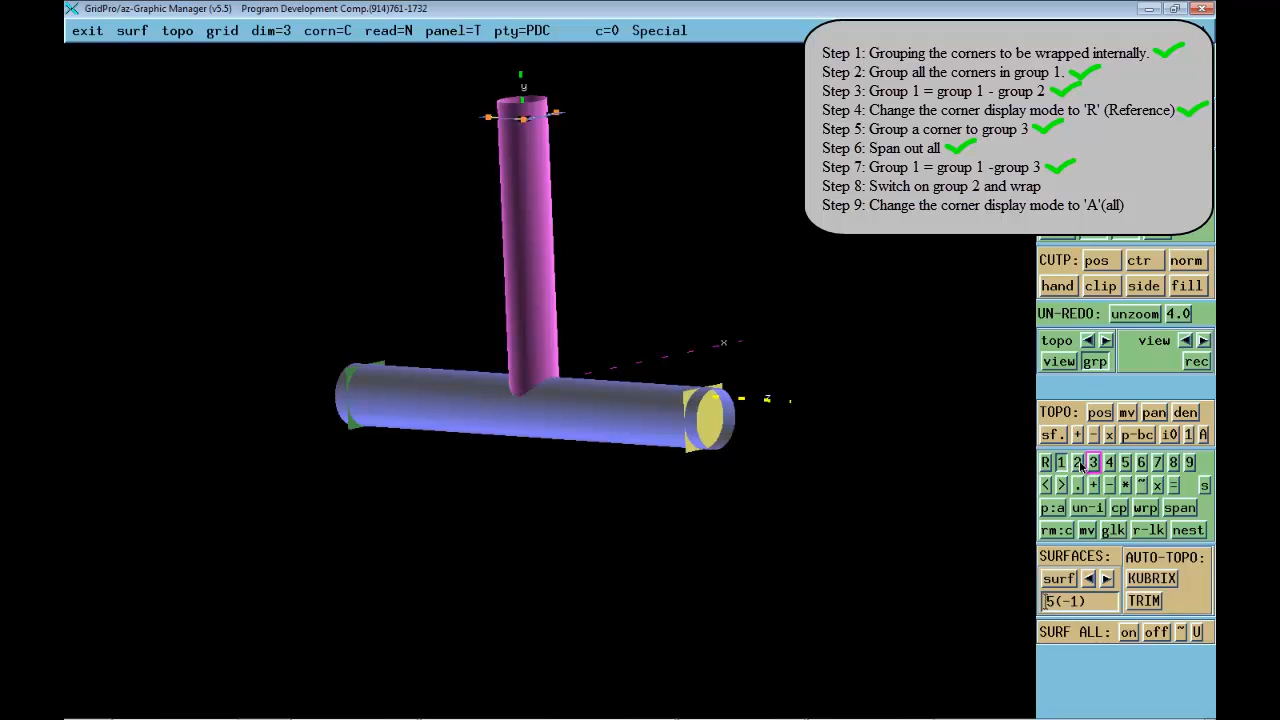 GridPro/az-Graphic Manager (v5.5)    Program Development Comp.(914)761-1732
exit surf topo grid dim=3 corn=C read=N panel=T pty=PDC c=0 Special
Step 1: Grouping the corners to be wrapped internally.
Step 2: Group all the corners in group 1.
Step 3: Group 1 = group 1 - group 2
Step 4: Change the corner display mode to 'R' (Reference)
Step 5: Group a corner to group 3
Step 6: Span out all
Step 7: Group 1 = group 1 -group 3
Step 8: Switch on group 2 and wrap
Step 9: Change the corner display mode to 'A'(all)
y
x
z
CUTP: pos ctr norm
hand clip side fill
UN-REDO: unzoom 4.0
topo view
view grp rec
TOPO: pos mv pan den
sf. + - x p-bc i0 1 A
R 1 2 3 4 5 6 7 8 9
< > . + - * ~ x = s
p:a un-i cp wrp span
rm:c mv glk r-lk nest
SURFACES: AUTO-TOPO:
surf KUBRIX
5(-1) TRIM
SURF ALL: on off ~ U